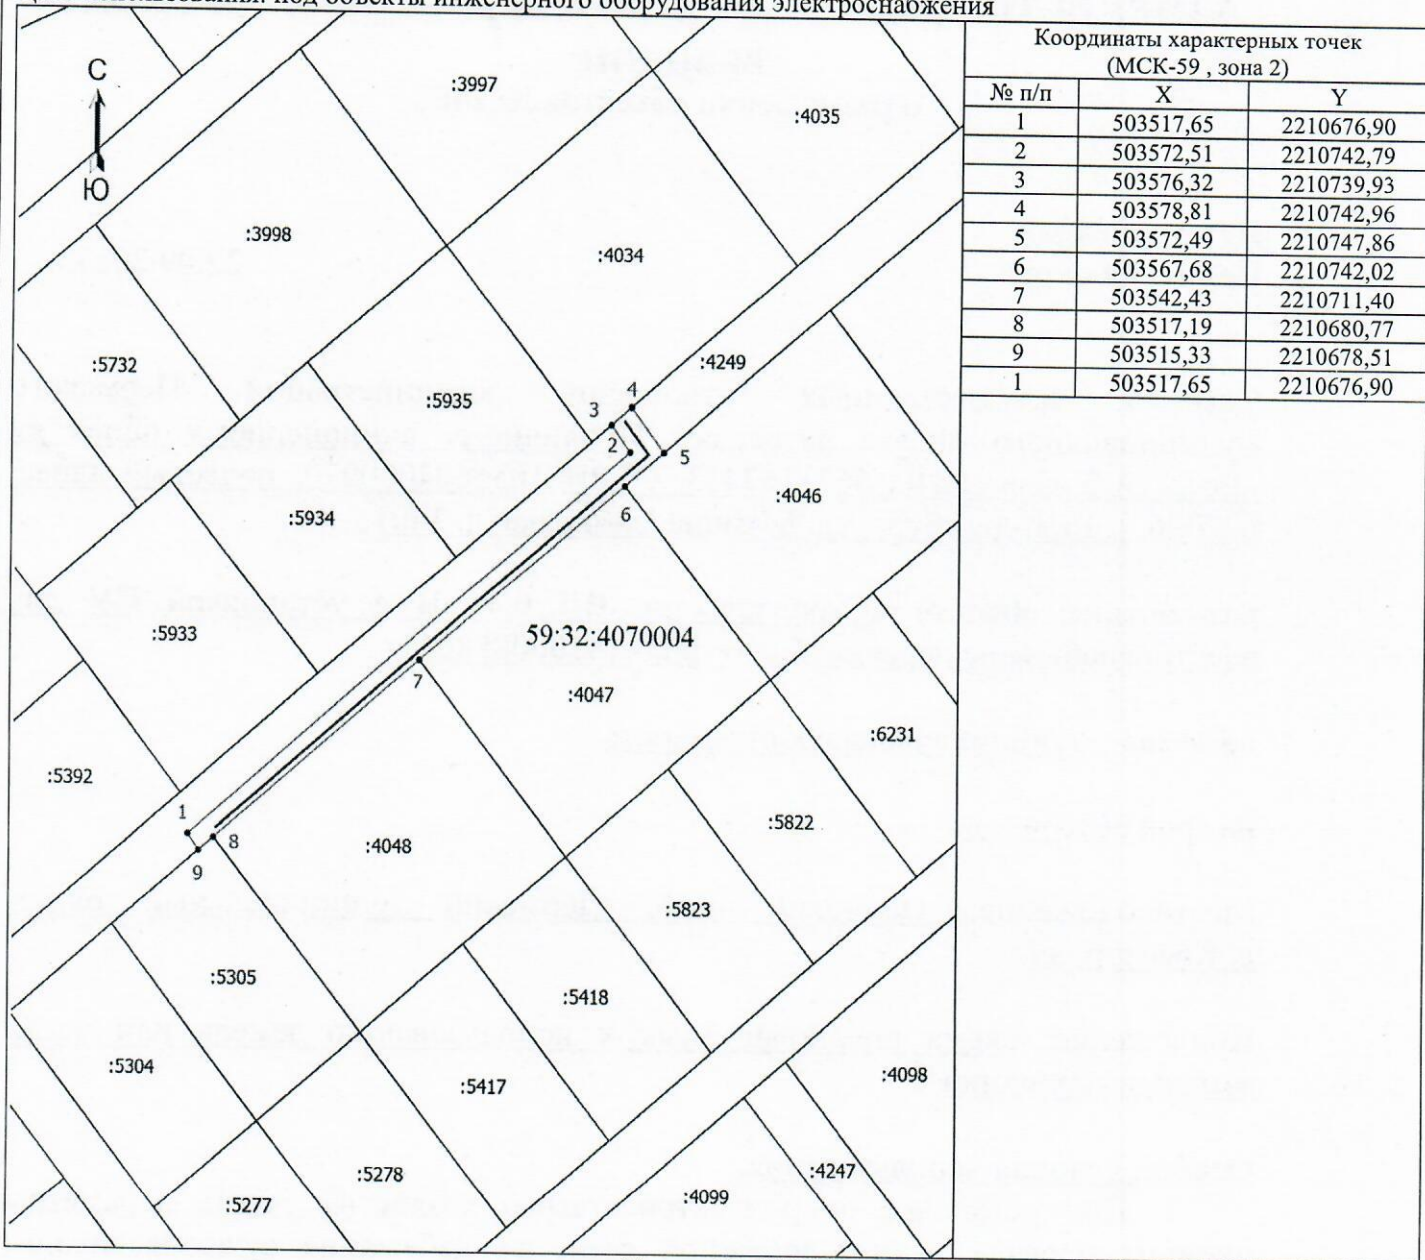 использования: под объекты инженерного оборудования электроснабжения
Координаты характерных точек
(МСК-59 , зона 2)
№ п/п X Y
1 503517,65 2210676,90
2 503572,51 2210742,79
3 503576,32 2210739,93
4 503578,81 2210742,96
5 503572,49 2210747,86
6 503567,68 2210742,02
7 503542,43 2210711,40
8 503517,19 2210680,77
9 503515,33 2210678,51
1 503517,65 2210676,90
С
Ю
:3997
:4035
:3998
:4034
:5732
:4249
:5935
4
3
2
5
:4046
6
:5934
:5933
59:32:4070004
7
:4047
:6231
:5392
1
8
:5822
:4048
9
:5823
:5305
:5418
:5304
:5417
:4098
:5278
:4247
:5277
:4099